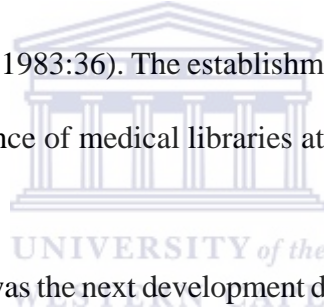 1983:36). The establishm
nce of medical libraries at
UNIVERSITY of the
was the next development d
WESTERN CAPE